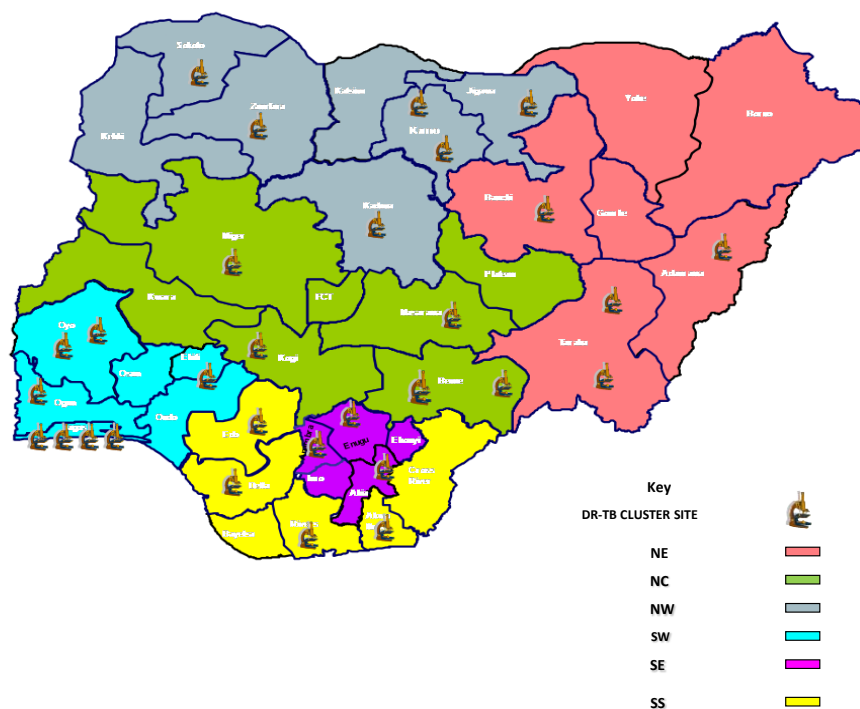 Sokoto
Zamfara
Kebbi
Katsina
Kano
Jigawa
Yobe
Borno
Kaduna
Bauchi
Gombe
Adamawa
Niger
Plateau
FCT
Kwara
Nasarawa
Taraba
Kogi
Benue
Oyo
Osun
Ekiti
Ogun
Ondo
Lagos
Edo
Enugu
Ebonyi
Imo
Abia
Cross
River
Delta
Rivers
Bayelsa
Key
DR-TB CLUSTER SITE
NE
NC
NW
SW
SE
SS